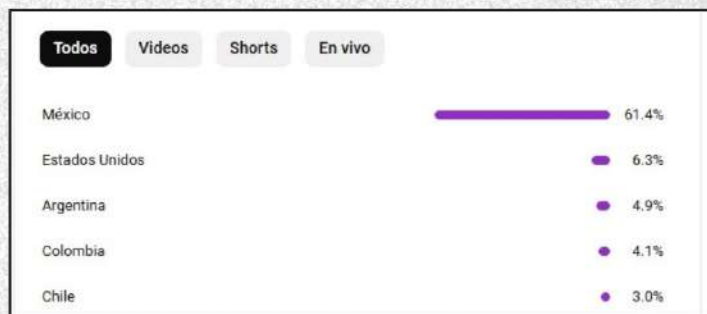 Todos Videos Shorts En vivo
México 61.4%
Estados Unidos 6.3%
Argentina 4.9%
Colombia 4.1%
Chile 3.0%